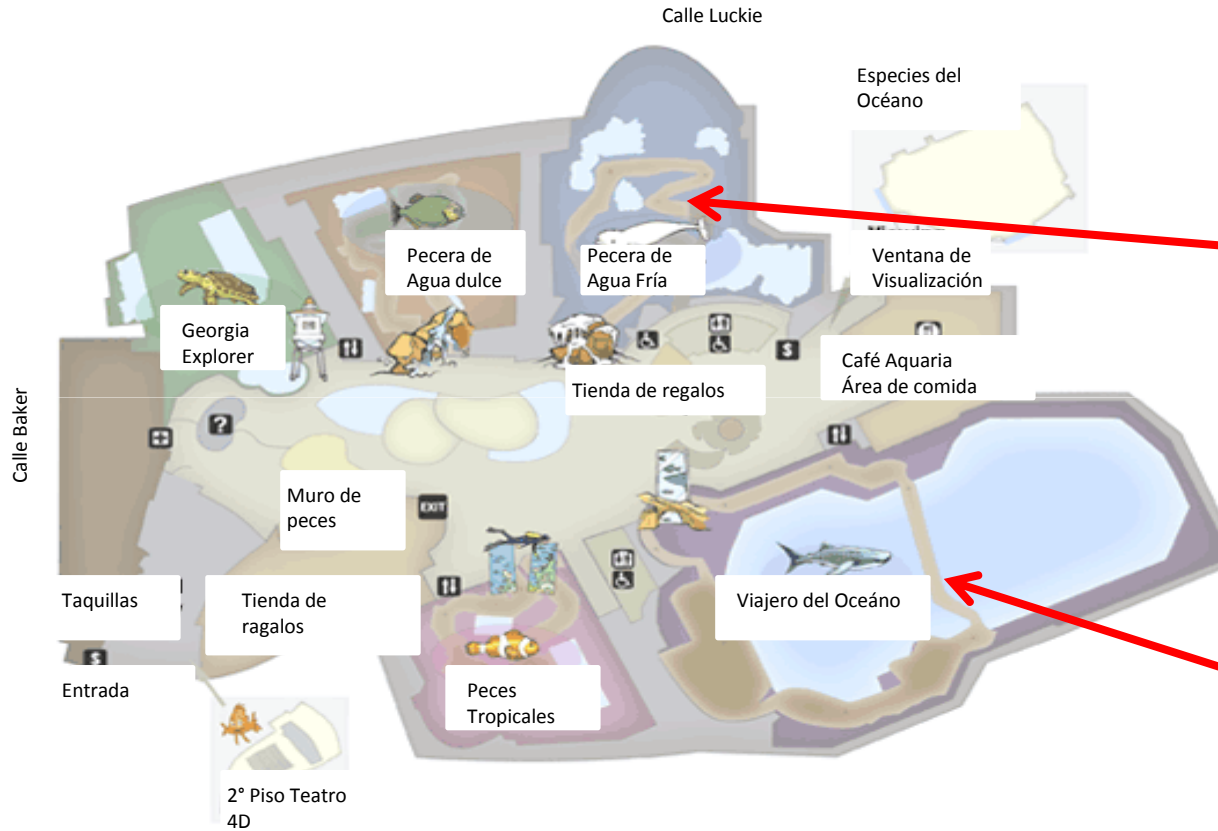 Calle Luckie
Especies del
Océano
Pecera de
Agua dulce
Pecera de
Agua Fría
Ventana de
Visualización
Georgia
Explorer
Café Aquaria
Área de comida
Tienda de regalos
Calle Baker
?
$
Muro de
peces
EXIT
Taquillas
Tienda de
ragalos
Viajero del Oceáno
$
Entrada
Peces
Tropicales
2° Piso Teatro
4D